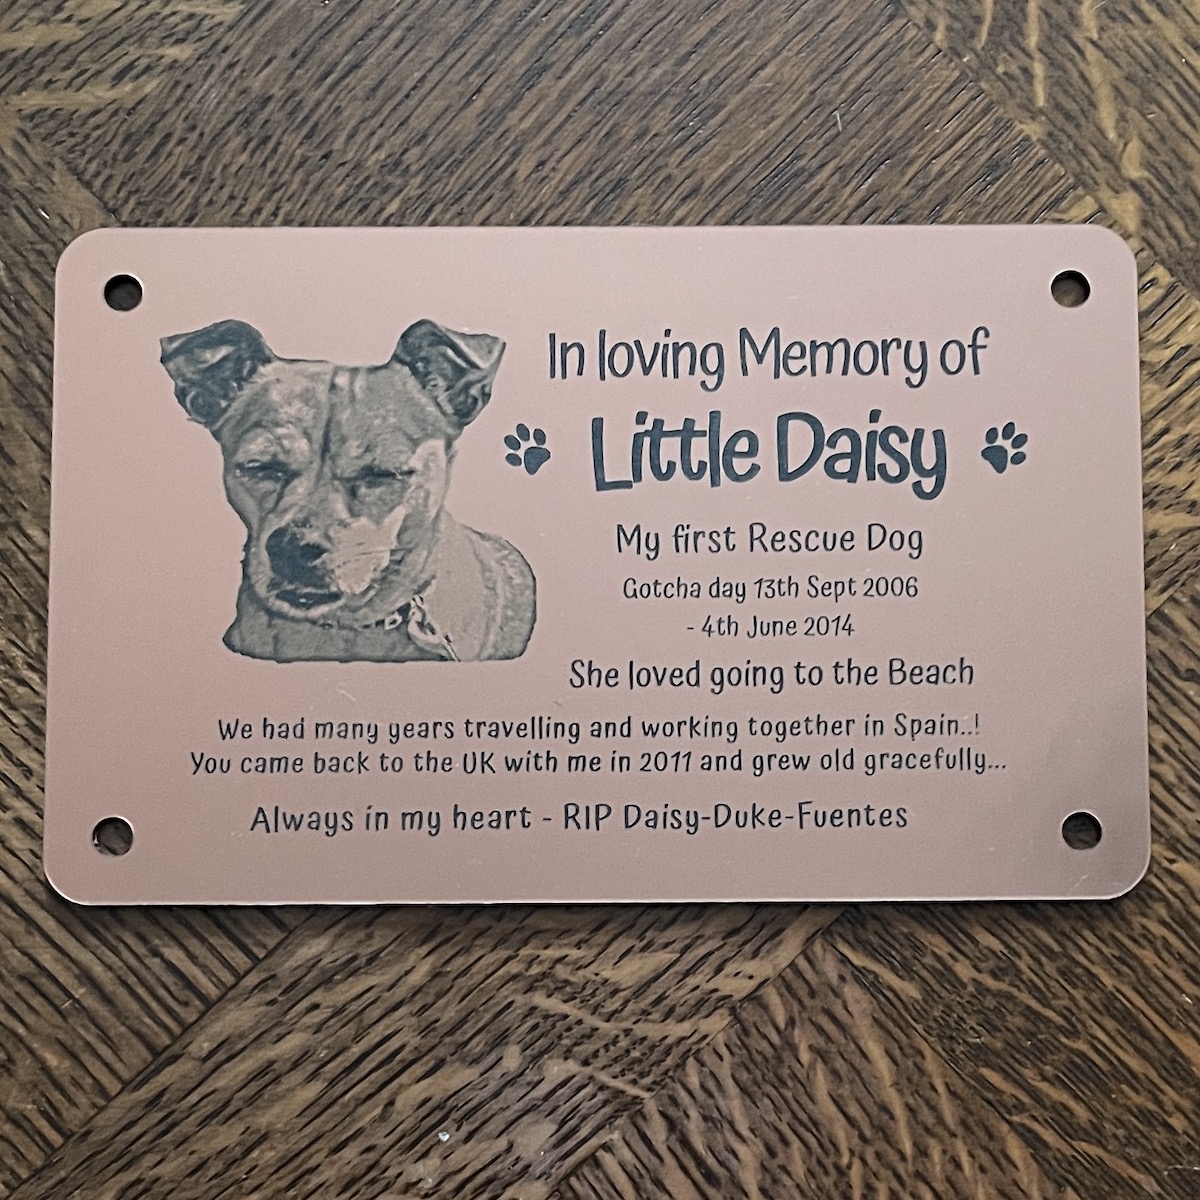 In loving Memory of
Little Daisy
My first Rescue Dog
Gotcha day 13th Sept 2006
- 4th June 2014
She loved going to the Beach
We had many years travelling and working together in Spain..!
You came back to the UK with me in 2011 and grew old gracefully...
Always in my heart - RIP Daisy-Duke-Fuentes